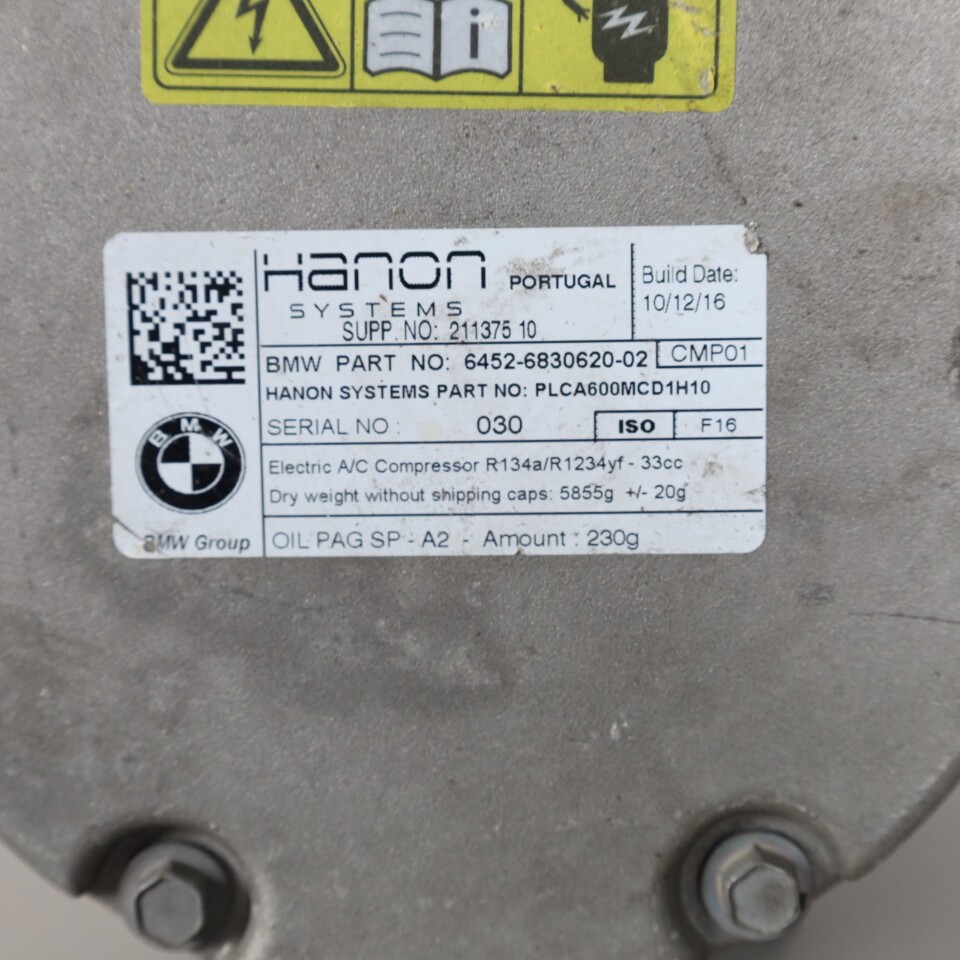 Hanon
SYSTEMS
PORTUGAL
Build Date:
10/12/16
SUPP. NO: 211375 10
BMW PART NO: 6452-6830620-02
CMP01
HANON SYSTEMS PART NO: PLCA600MCD1H10
SERIAL NO : 030
ISO
F16
Electric A/C Compressor R134a/R1234yf - 33cc
Dry weight without shipping caps: 5855g +/- 20g
OIL PAG SP - A2 - Amount : 230g
BMW
BMW Group
i